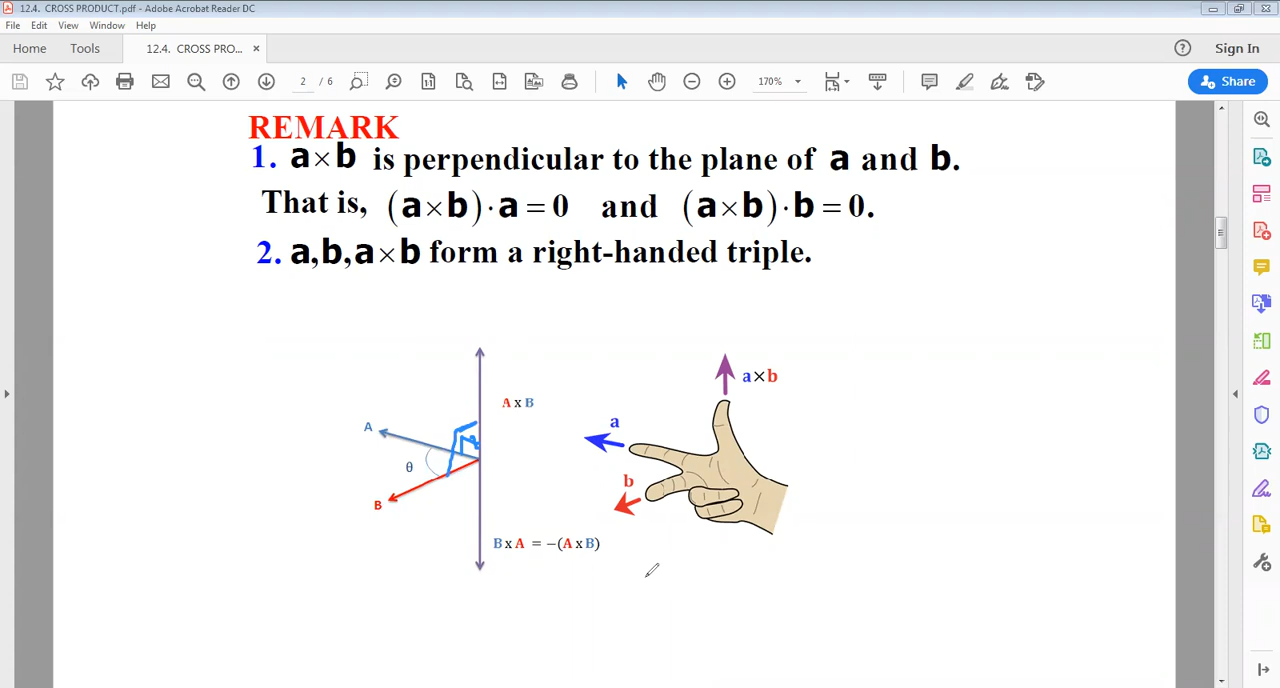 12.4. CROSS PRODUCT.pdf - Adobe Acrobat Reader DC
File Edit View Window Help
Home Tools 12.4. CROSS PRO... × Sign In
2 / 6 170% Share
REMARK
1. a×b is perpendicular to the plane of a and b.
That is, (a×b)·a=0 and (a×b)·b=0.
2. a,b,a×b form a right-handed triple.
a×b
A x B
a
A
θ
b
B
B x A = −(A x B)